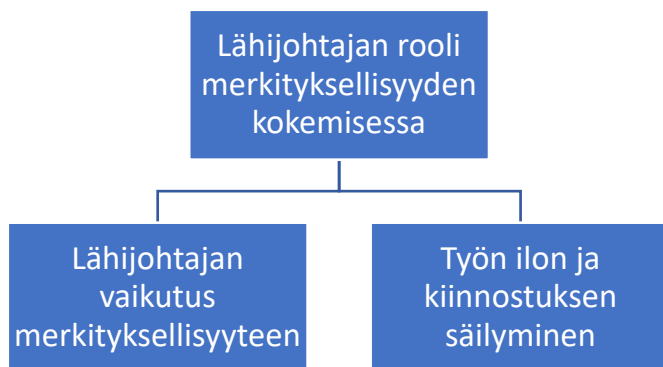 Lähijohtajan rooli
merkityksellisyyden
kokemisessa
Lähijohtajan
vaikutus
merkityksellisyyteen
Työn ilon ja
kiinnostuksen
säilyminen